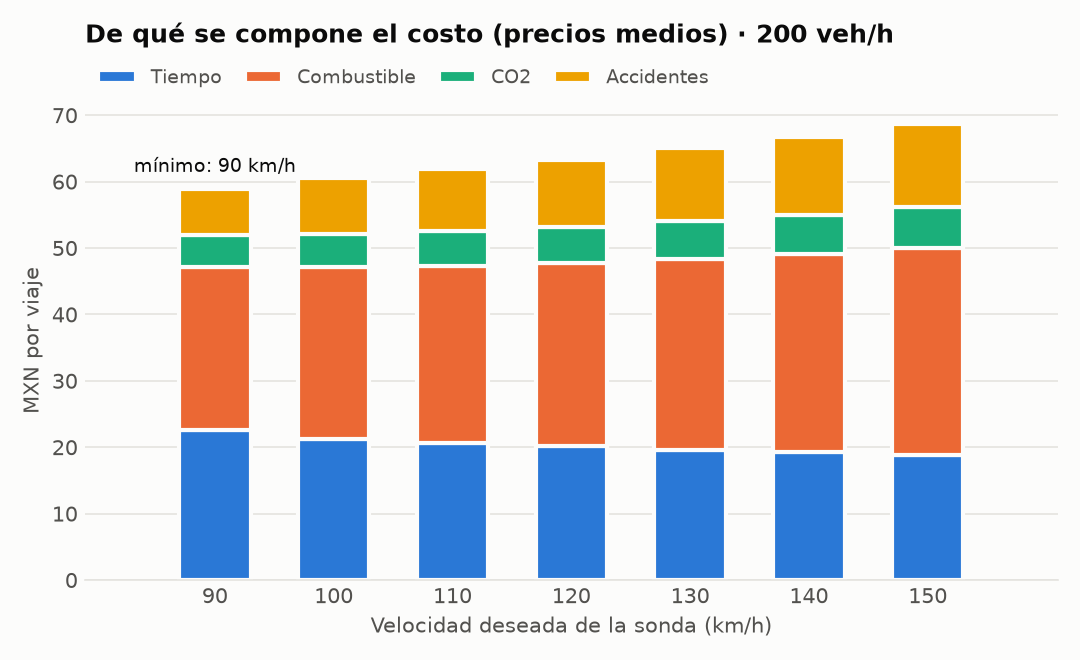 De qué se compone el costo (precios medios) · 200 veh/h
Tiempo Combustible CO2 Accidentes
70
60
50
40
30
20
10
0
MXN por viaje
mínimo: 90 km/h
90 100 110 120 130 140 150
Velocidad deseada de la sonda (km/h)